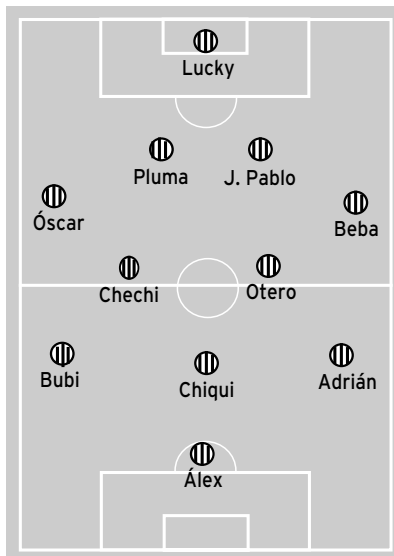 Lucky
Pluma
J. Pablo
Óscar
Beba
Chechi
Otero
Bubi
Chiqui
Adrián
Álex